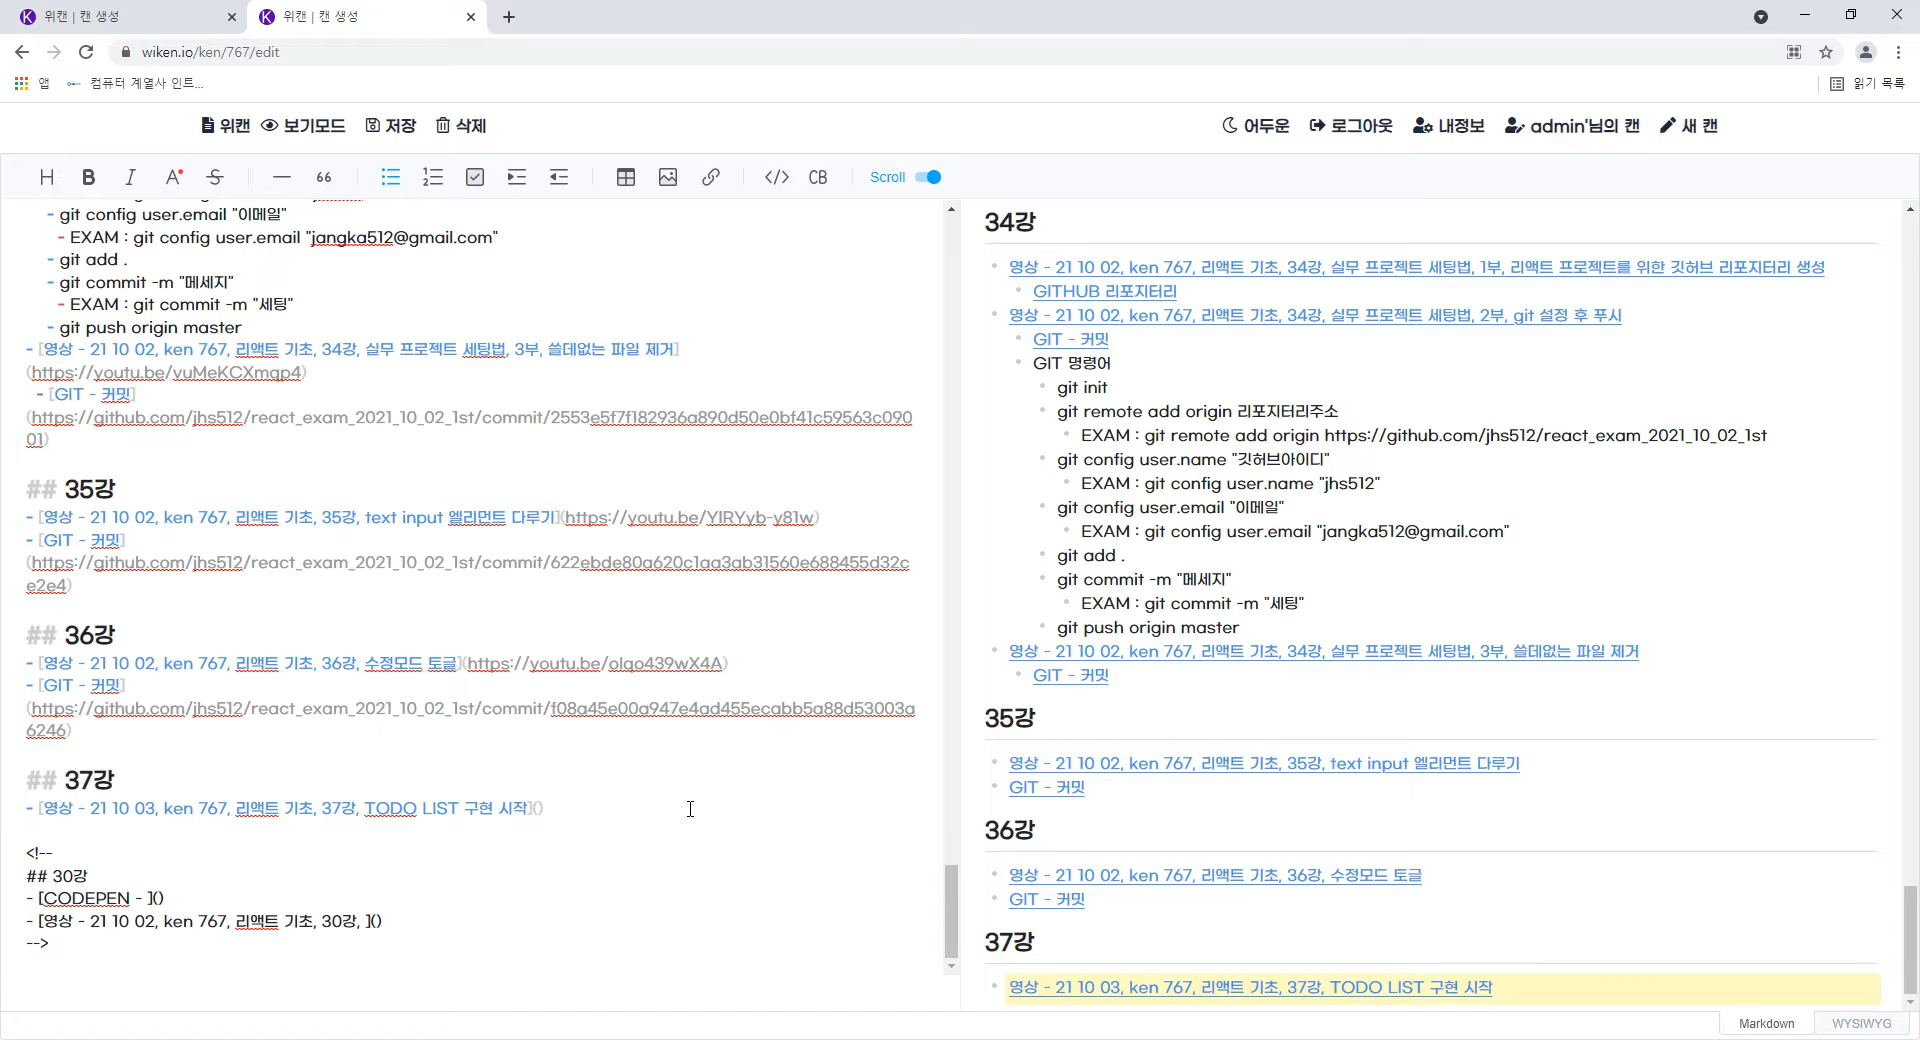 위캔 | 캔 생성
위캔 | 캔 생성
wiken.io/ken/767/edit
앱
컴퓨터 계열사 인트...
읽기 목록
위캔 보기모드 저장 삭제
어두운 로그아웃 내정보 admin'님의 캔 새 캔
H B I A S — 66 </> CB Scroll
- git config user.email "이메일"
- EXAM : git config user.email "jangka512@gmail.com"
- git add .
- git commit -m "메세지"
- EXAM : git commit -m "세팅"
- git push origin master
- [영상 - 21 10 02, ken 767, 리액트 기초, 34강, 실무 프로젝트 세팅법, 3부, 쓸데없는 파일 제거]
(https://youtu.be/vuMeKCXmqp4)
- [GIT - 커밋]
(https://github.com/jhs512/react_exam_2021_10_02_1st/commit/2553e5f7f182936a890d50e0bf41c59563c090
01)
## 35강
- [영상 - 21 10 02, ken 767, 리액트 기초, 35강, text input 엘리먼트 다루기](https://youtu.be/YlRYyb-y81w)
- [GIT - 커밋]
(https://github.com/jhs512/react_exam_2021_10_02_1st/commit/622ebde80a620c1aa3ab31560e688455d32c
e2e4)
## 36강
- [영상 - 21 10 02, ken 767, 리액트 기초, 36강, 수정모드 토글](https://youtu.be/olqo439wX4A)
- [GIT - 커밋]
(https://github.com/jhs512/react_exam_2021_10_02_1st/commit/f08a45e00a947e4ad455ecabb5a88d53003a
6246)
## 37강
- [영상 - 21 10 03, ken 767, 리액트 기초, 37강, TODO LIST 구현 시작]()
<!--
## 30강
- [CODEPEN - ]()
- [영상 - 21 10 02, ken 767, 리액트 기초, 30강, ]()
-->
34강
영상 - 21 10 02, ken 767, 리액트 기초, 34강, 실무 프로젝트 세팅법, 1부, 리액트 프로젝트를 위한 깃허브 리포지터리 생성
GITHUB 리포지터리
영상 - 21 10 02, ken 767, 리액트 기초, 34강, 실무 프로젝트 세팅법, 2부, git 설정 후 푸시
GIT - 커밋
GIT 명령어
git init
git remote add origin 리포지터리주소
EXAM : git remote add origin https://github.com/jhs512/react_exam_2021_10_02_1st
git config user.name "깃허브아이디"
EXAM : git config user.name "jhs512"
git config user.email "이메일"
EXAM : git config user.email "jangka512@gmail.com"
git add .
git commit -m "메세지"
EXAM : git commit -m "세팅"
git push origin master
영상 - 21 10 02, ken 767, 리액트 기초, 34강, 실무 프로젝트 세팅법, 3부, 쓸데없는 파일 제거
GIT - 커밋
35강
영상 - 21 10 02, ken 767, 리액트 기초, 35강, text input 엘리먼트 다루기
GIT - 커밋
36강
영상 - 21 10 02, ken 767, 리액트 기초, 36강, 수정모드 토글
GIT - 커밋
37강
영상 - 21 10 03, ken 767, 리액트 기초, 37강, TODO LIST 구현 시작
Markdown WYSIWYG